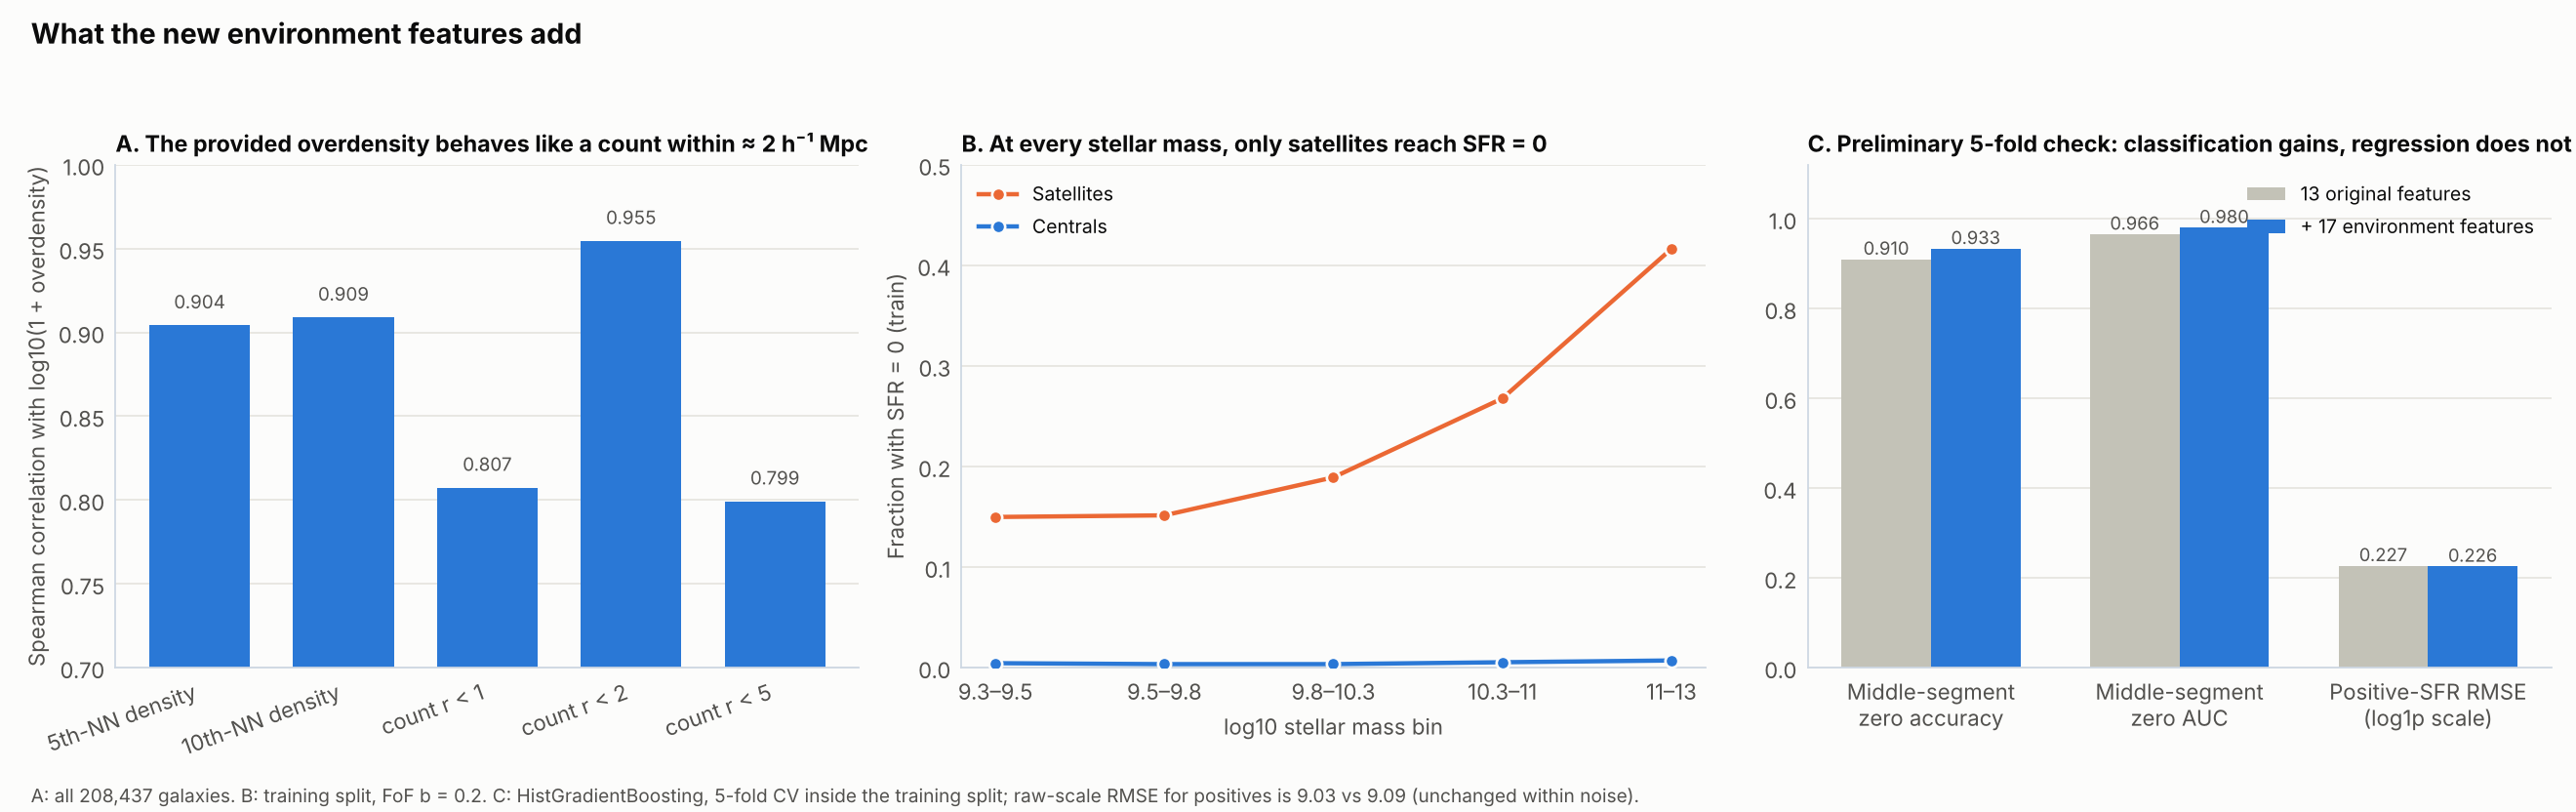 What the new environment features add
A. The provided overdensity behaves like a count within ≈ 2 h⁻¹ Mpc
Spearman correlation with log10(1 + overdensity)
1.00
0.95
0.90
0.85
0.80
0.75
0.70
0.904
0.909
0.807
0.955
0.799
5th-NN density
10th-NN density
count r < 1
count r < 2
count r < 5
B. At every stellar mass, only satellites reach SFR = 0
Fraction with SFR = 0 (train)
0.5
0.4
0.3
0.2
0.1
0.0
Satellites
Centrals
9.3–9.5
9.5–9.8
9.8–10.3
10.3–11
11–13
log10 stellar mass bin
C. Preliminary 5-fold check: classification gains, regression does not
13 original features
+ 17 environment features
1.0
0.8
0.6
0.4
0.2
0.0
0.910
0.933
0.966
0.980
0.227
0.226
Middle-segment
zero accuracy
Middle-segment
zero AUC
Positive-SFR RMSE
(log1p scale)
A: all 208,437 galaxies. B: training split, FoF b = 0.2. C: HistGradientBoosting, 5-fold CV inside the training split; raw-scale RMSE for positives is 9.03 vs 9.09 (unchanged within noise).